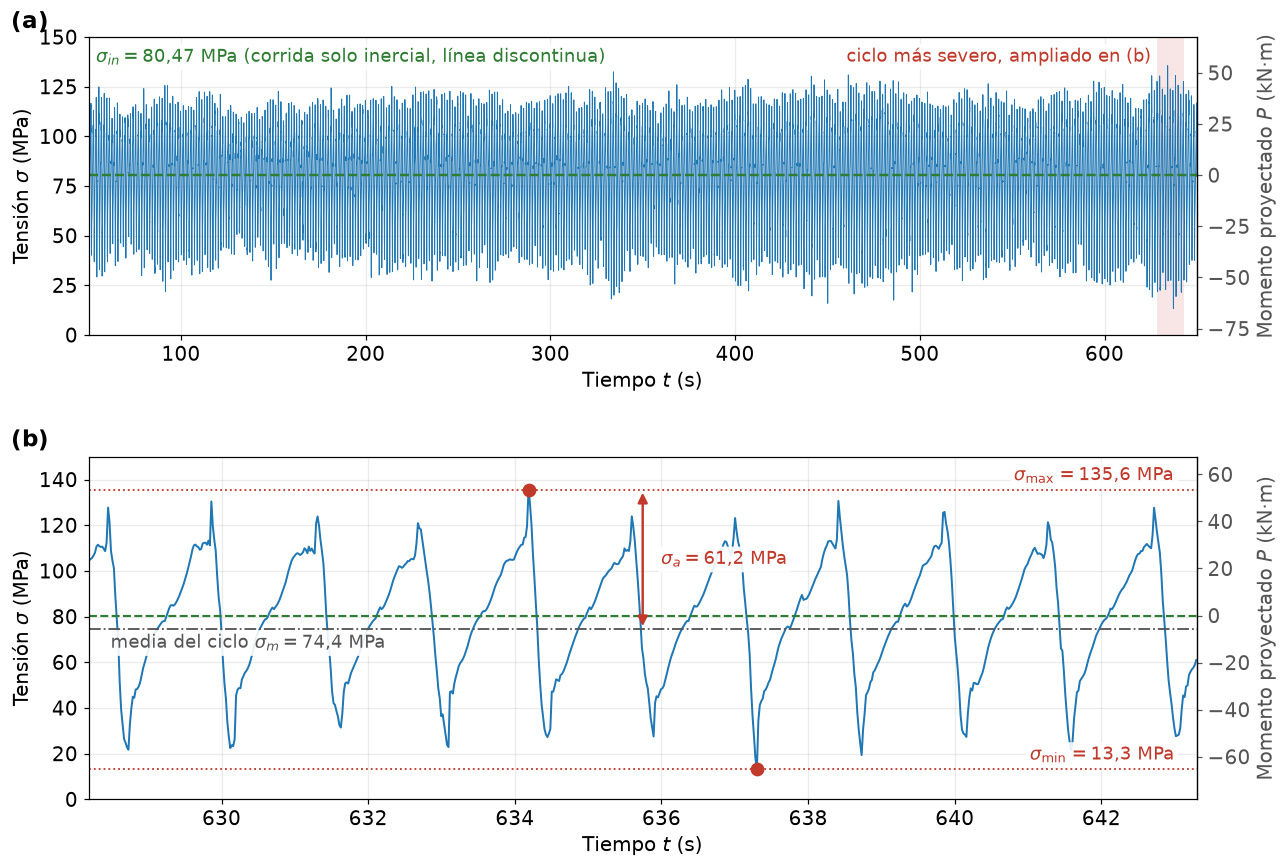 (a)
σin = 80,47 MPa (corrida solo inercial, línea discontinua)
ciclo más severo, ampliado en (b)
Tensión σ (MPa)
150
125
100
75
50
25
0
50
25
0
−25
−50
−75
Momento proyectado P (kN·m)
100 200 300 400 500 600
Tiempo t (s)
(b)
σmax = 135,6 MPa
σa = 61,2 MPa
media del ciclo σm = 74,4 MPa
σmin = 13,3 MPa
Tensión σ (MPa)
140
120
100
80
60
40
20
0
60
40
20
0
−20
−40
−60
Momento proyectado P (kN·m)
630 632 634 636 638 640 642
Tiempo t (s)